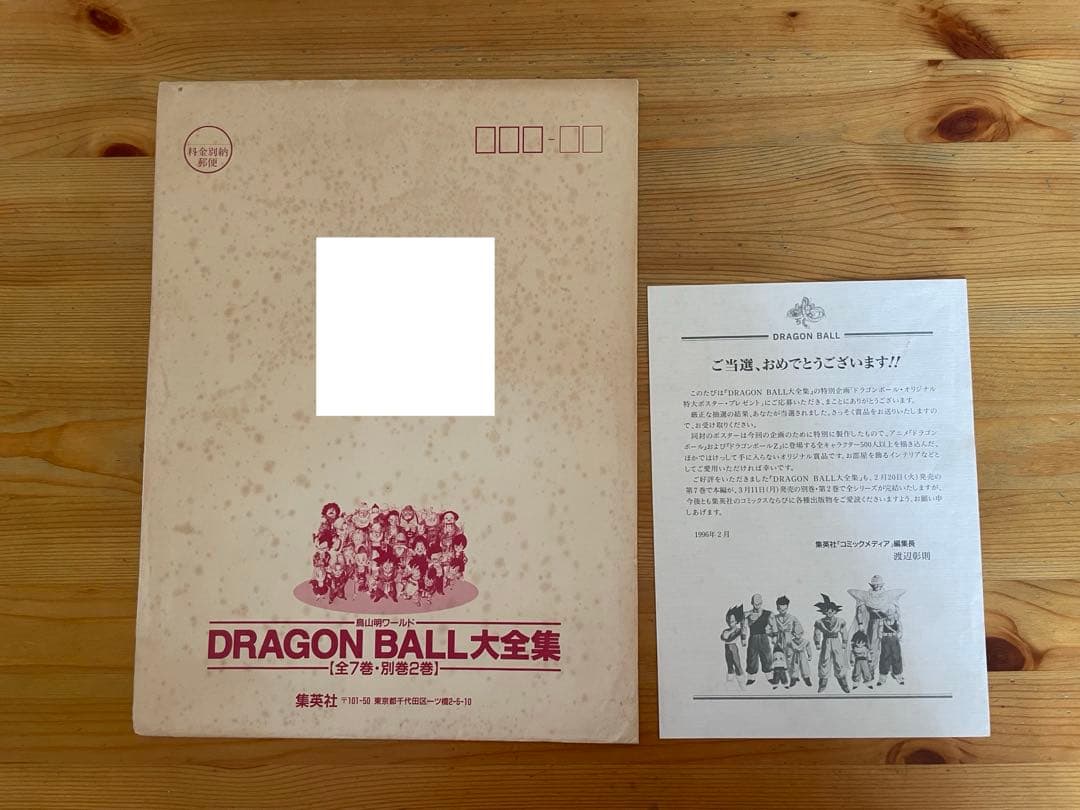 料金別納
郵便
鳥山明ワールド
DRAGON BALL大全集
【全7巻・別巻2巻】
集英社 〒101-50 東京都千代田区一ツ橋2-6-10
DRAGON BALL
ご当選、おめでとうございます!!
このたびは『DRAGON BALL大全集』の特別企画「ドラゴンボール・オリジナル
特大ポスター・プレゼント」にご応募いただき、まことにありがとうございます。
厳正な抽選の結果、あなたが当選されました。さっそく賞品をお送りいたしますの
で、お受け取りください。
同封のポスターは今回の企画のために特別に製作したもので、アニメ『ドラゴン
ボール』および『ドラゴンボールZ』に登場する全キャラクター500人以上を描き込んだ、
ほかではけっして手に入らないオリジナル賞品です。お部屋を飾るインテリアなどと
してご愛用いただければ幸いです。
ご好評をいただきました『DRAGON BALL大全集』も、2月20日(火)発売の
第7巻で本編が、3月11日(月)発売の別巻・第2巻で全シリーズが完結いたしますが、
今後とも集英社のコミックスならびに各種出版物をご愛読くださいますよう、お願い申
しあげます。
1996年2月
集英社『コミックメディア』編集長
渡辺彰則